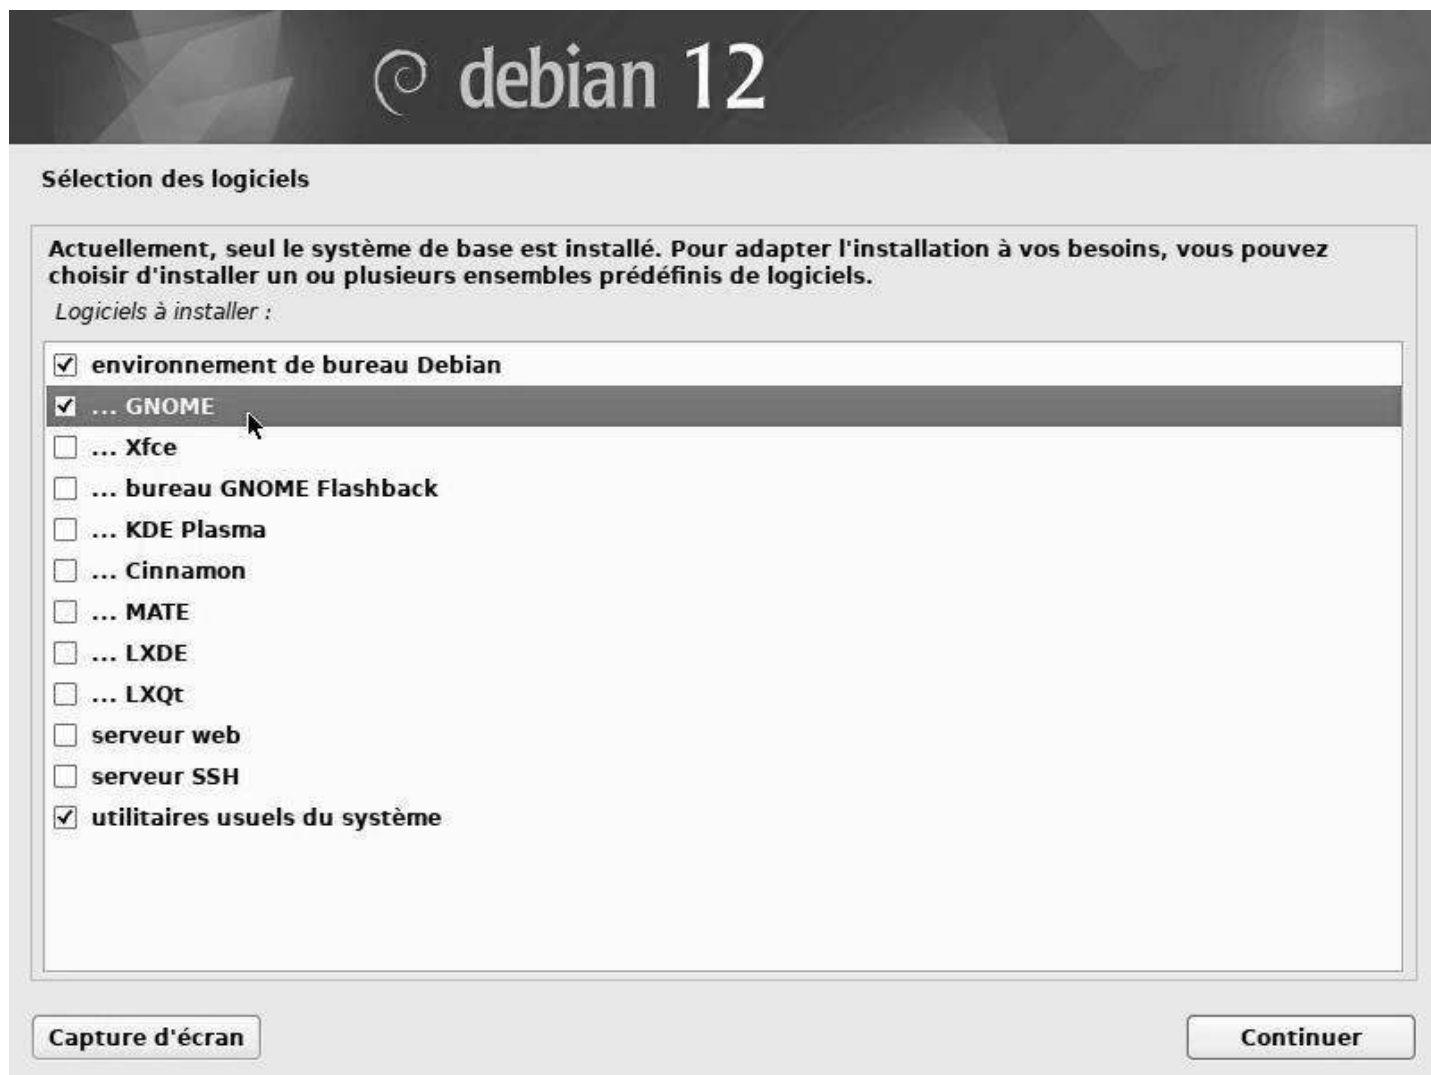 debian 12
Sélection des logiciels
Actuellement, seul le système de base est installé. Pour adapter l'installation à vos besoins, vous pouvez
choisir d'installer un ou plusieurs ensembles prédéfinis de logiciels.
Logiciels à installer :
environnement de bureau Debian
... GNOME
... Xfce
... bureau GNOME Flashback
... KDE Plasma
... Cinnamon
... MATE
... LXDE
... LXQt
serveur web
serveur SSH
utilitaires usuels du système
Capture d'écran
Continuer